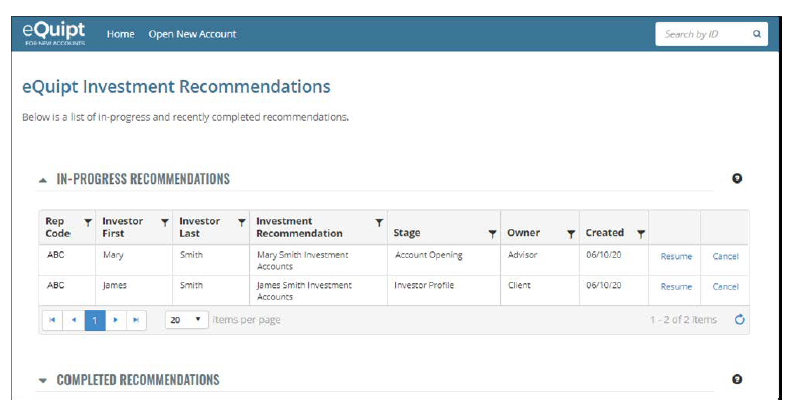 eQuipt
FOR NEW ACCOUNTS
Home Open New Account
Search by ID
eQuipt Investment Recommendations
Below is a list of in-progress and recently completed recommendations.
IN-PROGRESS RECOMMENDATIONS
Rep Code Investor First Investor Last Investment Recommendation Stage Owner Created
ABC Mary Smith Mary Smith Investment Accounts Account Opening Advisor 06/10/20 Resume Cancel
ABC James Smith James Smith Investment Accounts Investor Profile Client 06/10/20 Resume Cancel
1 20 items per page 1 - 2 of 2 items
COMPLETED RECOMMENDATIONS